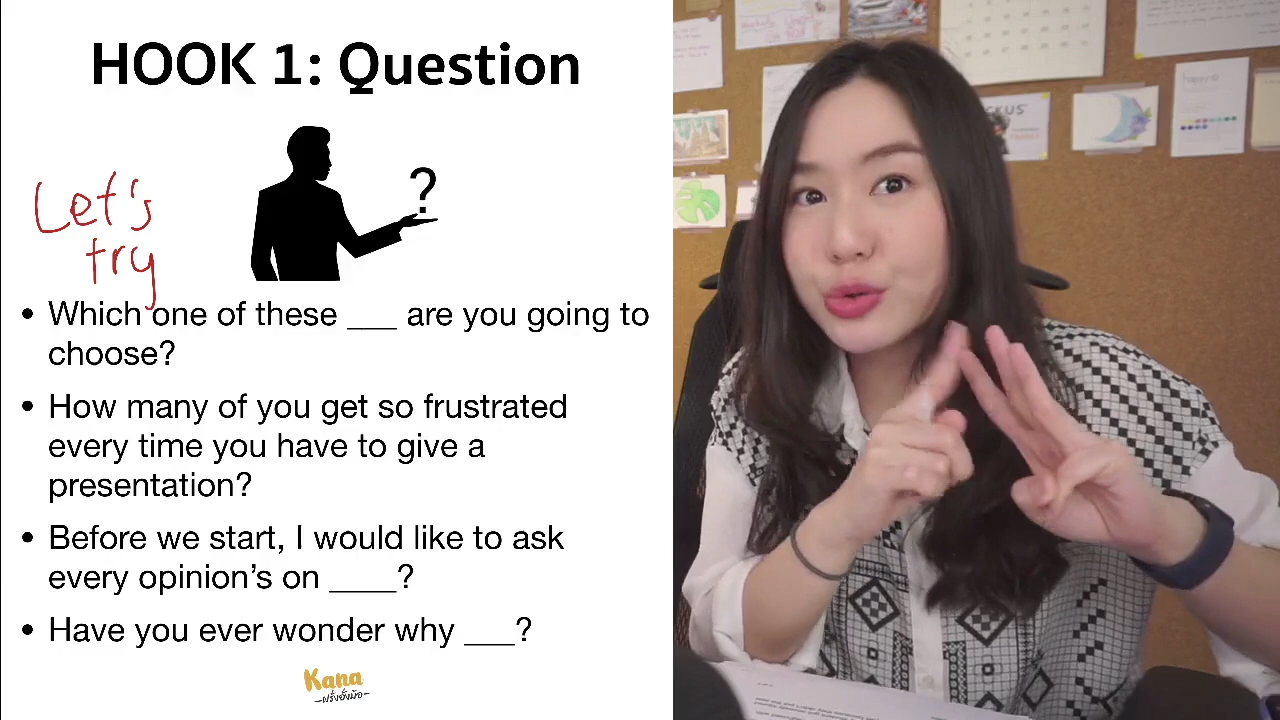 HOOK 1: Question
?
Let's
try
• Which one of these ___ are you going to
choose?
• How many of you get so frustrated
every time you have to give a
presentation?
• Before we start, I would like to ask
every opinion's on ____?
• Have you ever wonder why ___?
Kana